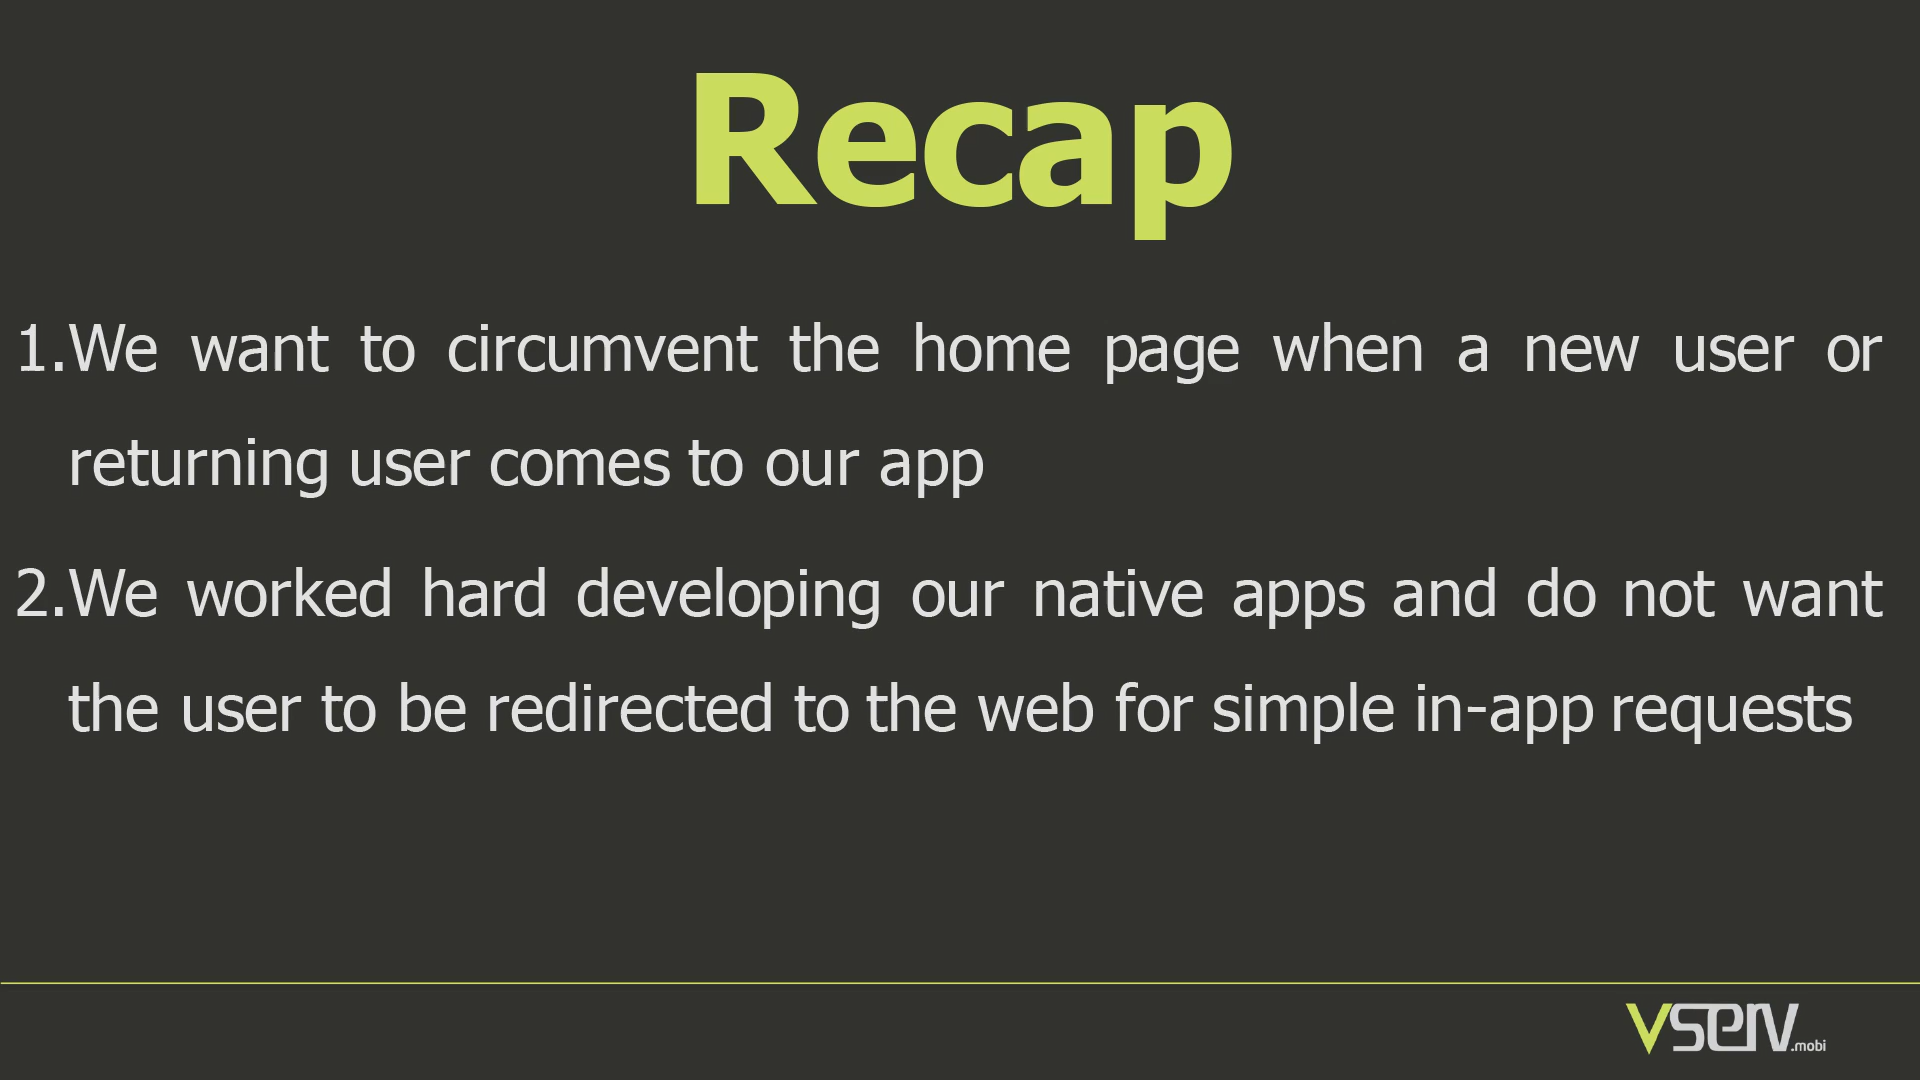 Recap
1.We want to circumvent the home page when a new user or
returning user comes to our app
2.We worked hard developing our native apps and do not want
the user to be redirected to the web for simple in-app requests
vserv.mobi